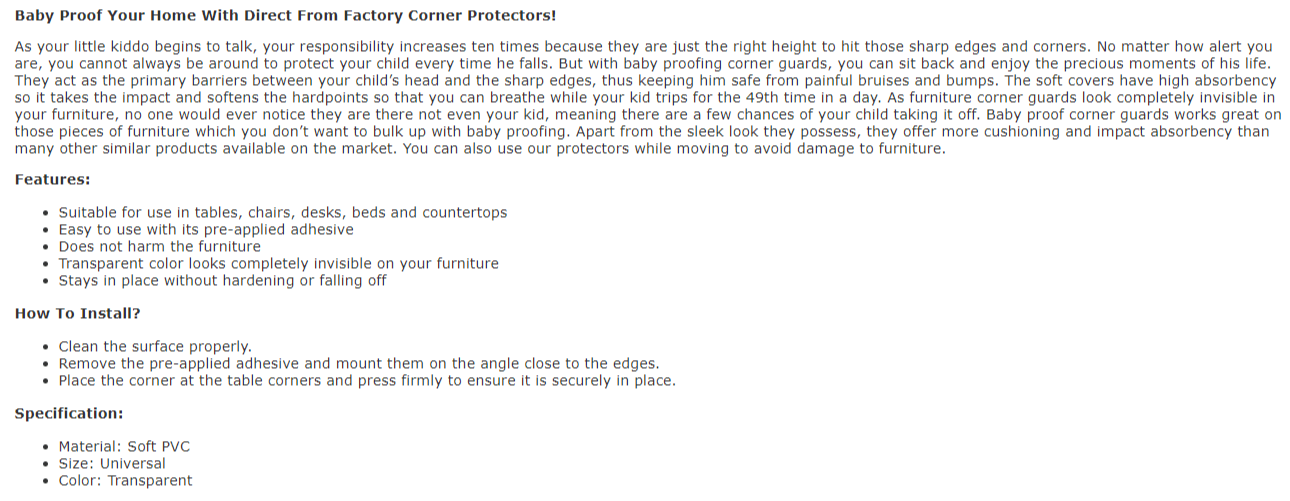 Baby Proof Your Home With Direct From Factory Corner Protectors!
As your little kiddo begins to talk, your responsibility increases ten times because they are just the right height to hit those sharp edges and corners. No matter how alert you
are, you cannot always be around to protect your child every time he falls. But with baby proofing corner guards, you can sit back and enjoy the precious moments of his life.
They act as the primary barriers between your child's head and the sharp edges, thus keeping him safe from painful bruises and bumps. The soft covers have high absorbency
so it takes the impact and softens the hardpoints so that you can breathe while your kid trips for the 49th time in a day. As furniture corner guards look completely invisible in
your furniture, no one would ever notice they are there not even your kid, meaning there are a few chances of your child taking it off. Baby proof corner guards works great on
those pieces of furniture which you don't want to bulk up with baby proofing. Apart from the sleek look they possess, they offer more cushioning and impact absorbency than
many other similar products available on the market. You can also use our protectors while moving to avoid damage to furniture.
Features:
• Suitable for use in tables, chairs, desks, beds and countertops
• Easy to use with its pre-applied adhesive
• Does not harm the furniture
• Transparent color looks completely invisible on your furniture
• Stays in place without hardening or falling off
How To Install?
• Clean the surface properly.
• Remove the pre-applied adhesive and mount them on the angle close to the edges.
• Place the corner at the table corners and press firmly to ensure it is securely in place.
Specification:
• Material: Soft PVC
• Size: Universal
• Color: Transparent